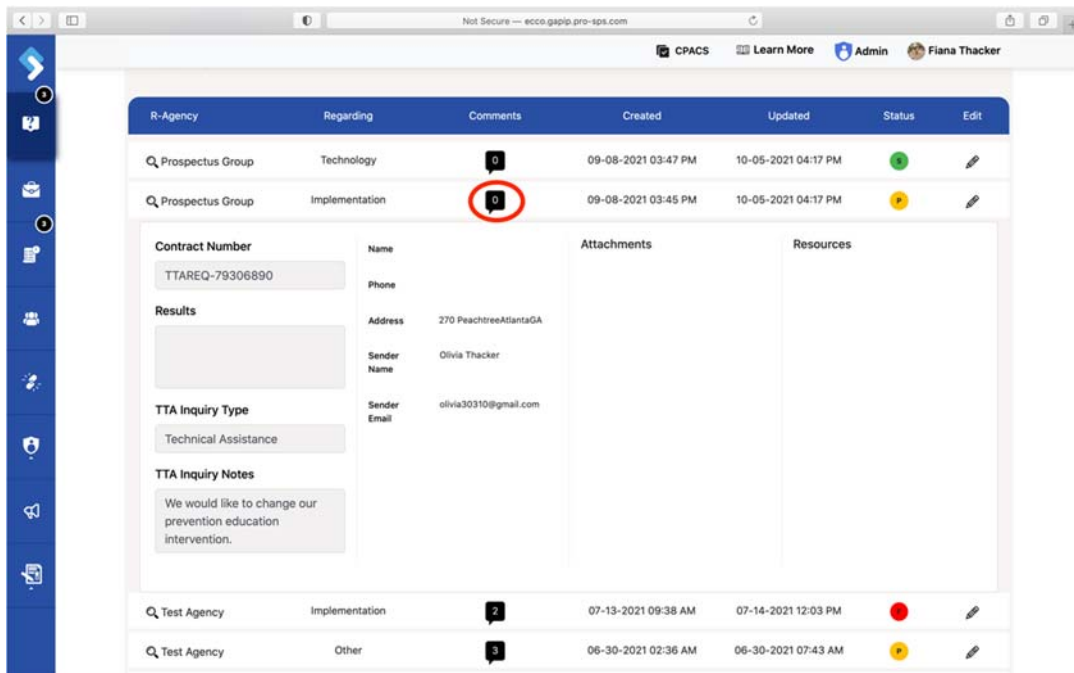 Not Secure — ecco.gapip.pro-sps.com
CPACS Learn More Admin Fiana Thacker
3
R-Agency Regarding Comments Created Updated Status Edit
Prospectus Group Technology 0 09-08-2021 03:47 PM 10-05-2021 04:17 PM S
Prospectus Group Implementation 0 09-08-2021 03:45 PM 10-05-2021 04:17 PM P
3
Contract Number
TTAREQ-79306890
Results
TTA Inquiry Type
Technical Assistance
TTA Inquiry Notes
We would like to change our
prevention education
intervention.
Name
Phone
Address 270 PeachtreeAtlantaGA
Sender Olivia Thacker
Name
Sender olivia30310@gmail.com
Email
Attachments
Resources
Test Agency Implementation 2 07-13-2021 09:38 AM 07-14-2021 12:03 PM
Test Agency Other 3 06-30-2021 02:36 AM 06-30-2021 07:43 AM P